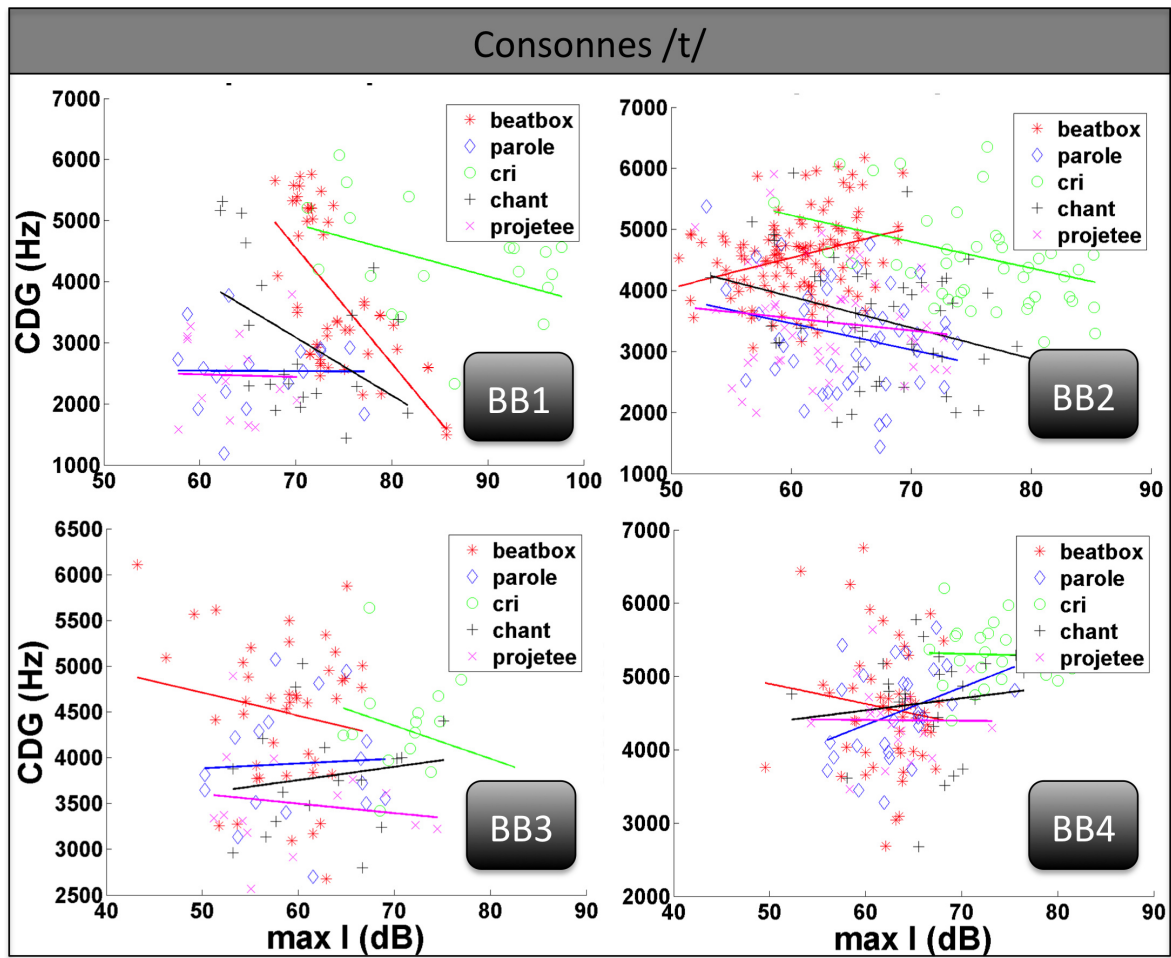 Consonnes /t/
7000
6000
5000
4000
3000
2000
1000
50 60 70 80 90 100
CDG (Hz)
beatbox
parole
cri
chant
projetee
BB1
7000
6000
5000
4000
3000
2000
1000
50 60 70 80 90
beatbox
parole
cri
chant
projetee
BB2
6500
6000
5500
5000
4500
4000
3500
3000
2500
40 50 60 70 80 90
CDG (Hz)
max I (dB)
beatbox
parole
cri
chant
projetee
BB3
7000
6000
5000
4000
3000
2000
40 50 60 70 80 90
max I (dB)
beatbox
parole
cri
chant
projetee
BB4